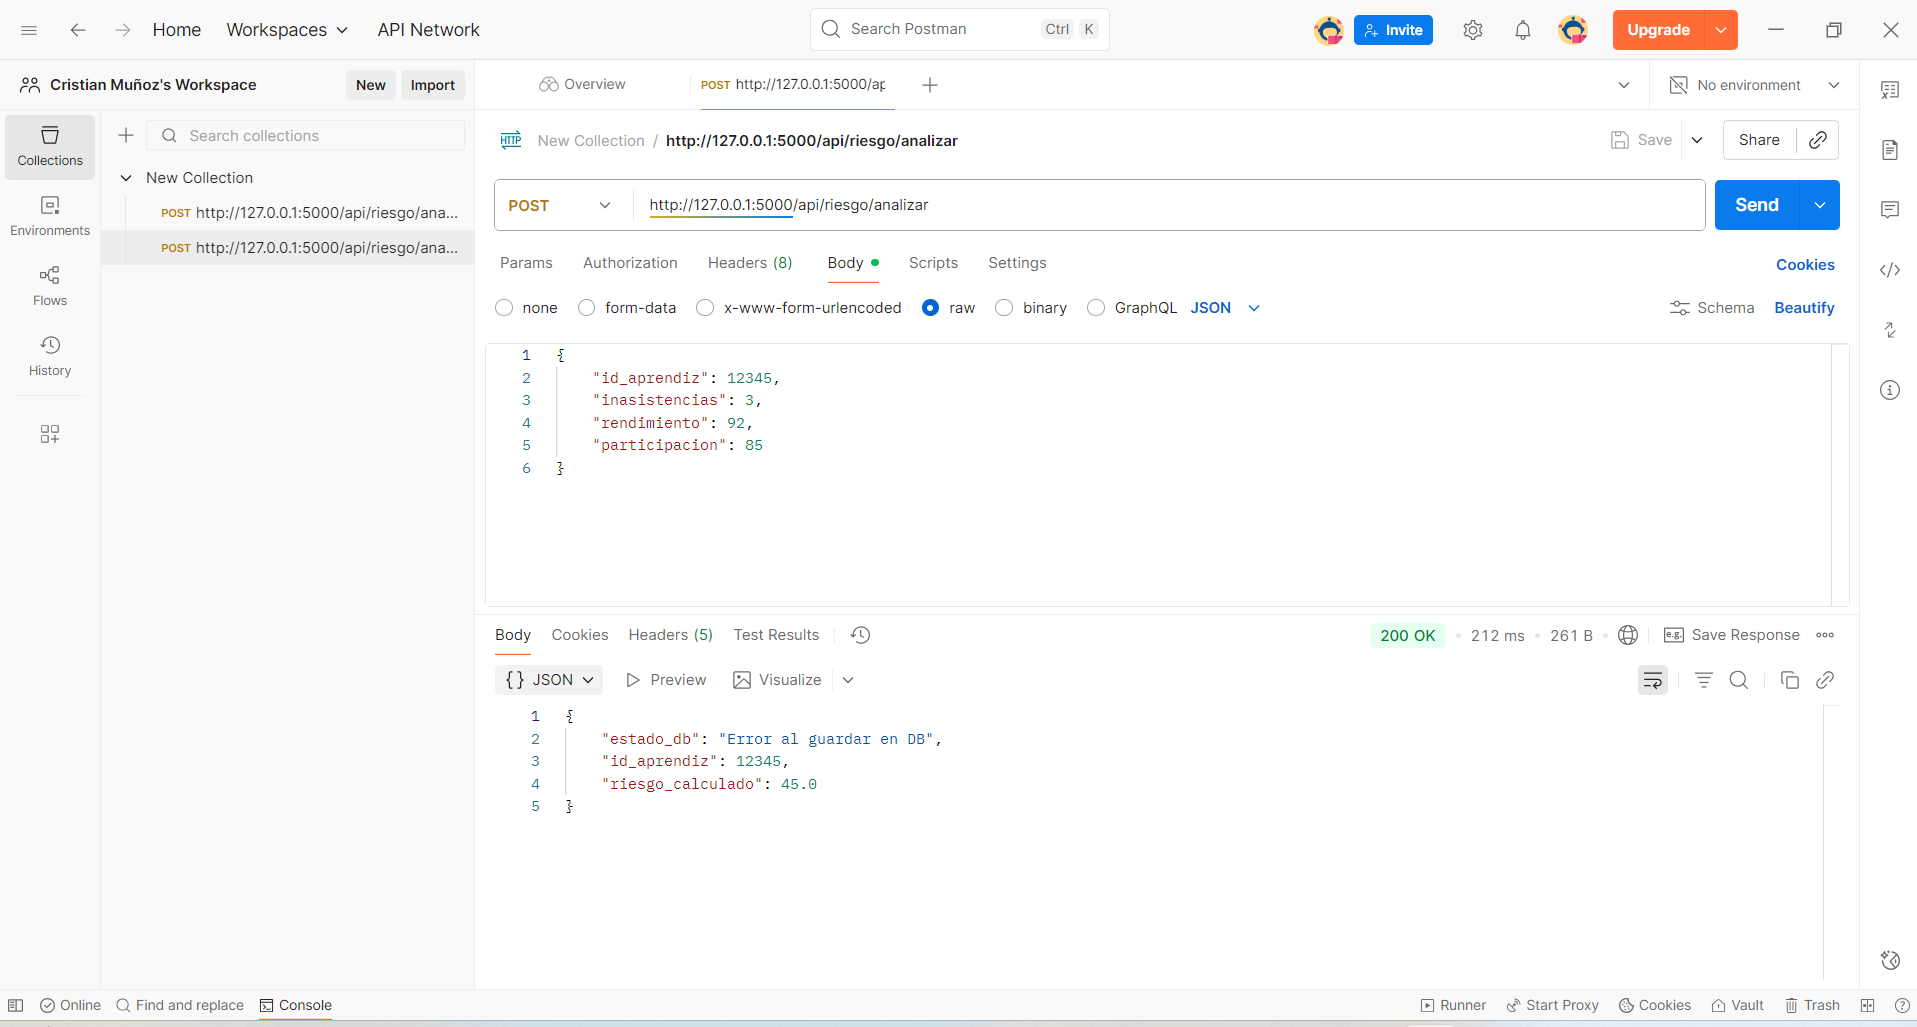 Home
Workspaces
API Network
Search Postman
Ctrl K
Invite
Upgrade
Cristian Muñoz's Workspace
New
Import
Overview
POST http://127.0.0.1:5000/ap
No environment
Collections
Environments
Flows
History
Search collections
New Collection
POST http://127.0.0.1:5000/api/riesgo/ana...
POST http://127.0.0.1:5000/api/riesgo/ana...
HTTP New Collection / http://127.0.0.1:5000/api/riesgo/analizar
Save
Share
POST http://127.0.0.1:5000/api/riesgo/analizar
Send
Params Authorization Headers (8) Body Scripts Settings
Cookies
none form-data x-www-form-urlencoded raw binary GraphQL JSON
Schema Beautify
1 {
2 "id_aprendiz": 12345,
3 "inasistencias": 3,
4 "rendimiento": 92,
5 "participacion": 85
6 }
Body Cookies Headers (5) Test Results
200 OK • 212 ms • 261 B •
e.g. Save Response
{} JSON Preview Visualize
1 {
2 "estado_db": "Error al guardar en DB",
3 "id_aprendiz": 12345,
4 "riesgo_calculado": 45.0
5 }
Online Find and replace Console
Runner Start Proxy Cookies Vault Trash